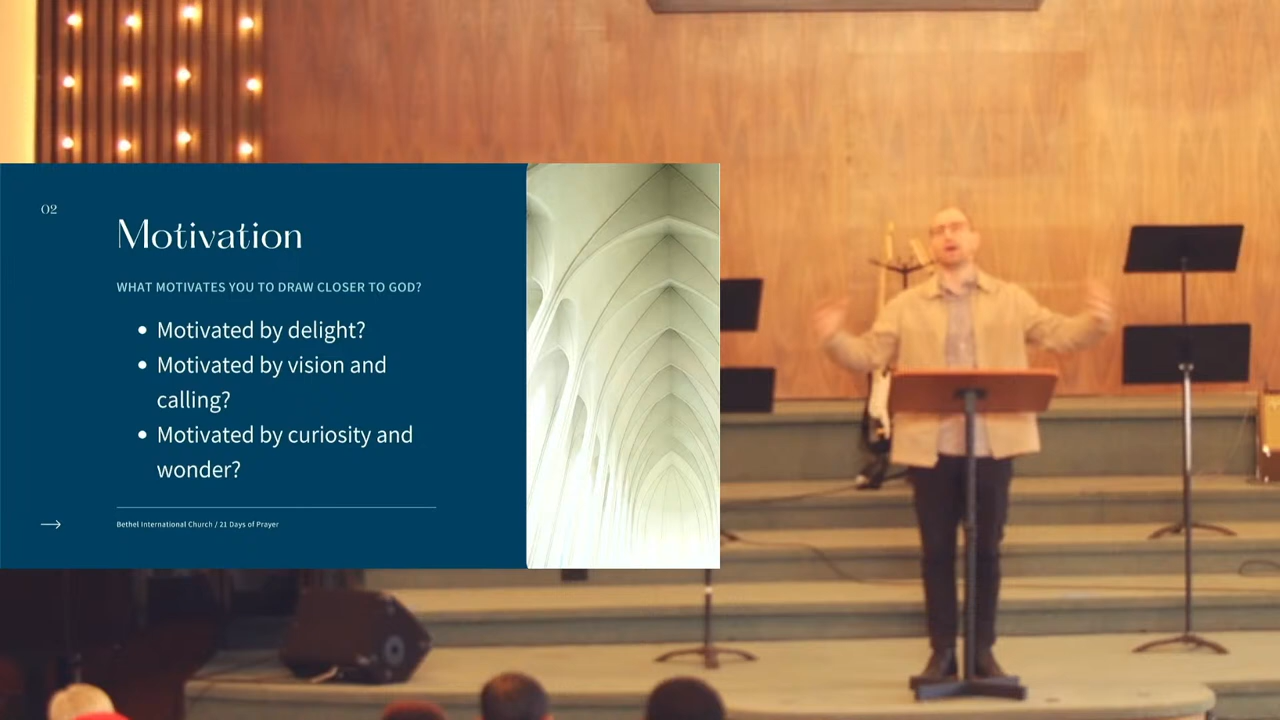 02
Motivation
WHAT MOTIVATES YOU TO DRAW CLOSER TO GOD?
• Motivated by delight?
• Motivated by vision and
calling?
• Motivated by curiosity and
wonder?
Bethel International Church / 21 Days of Prayer